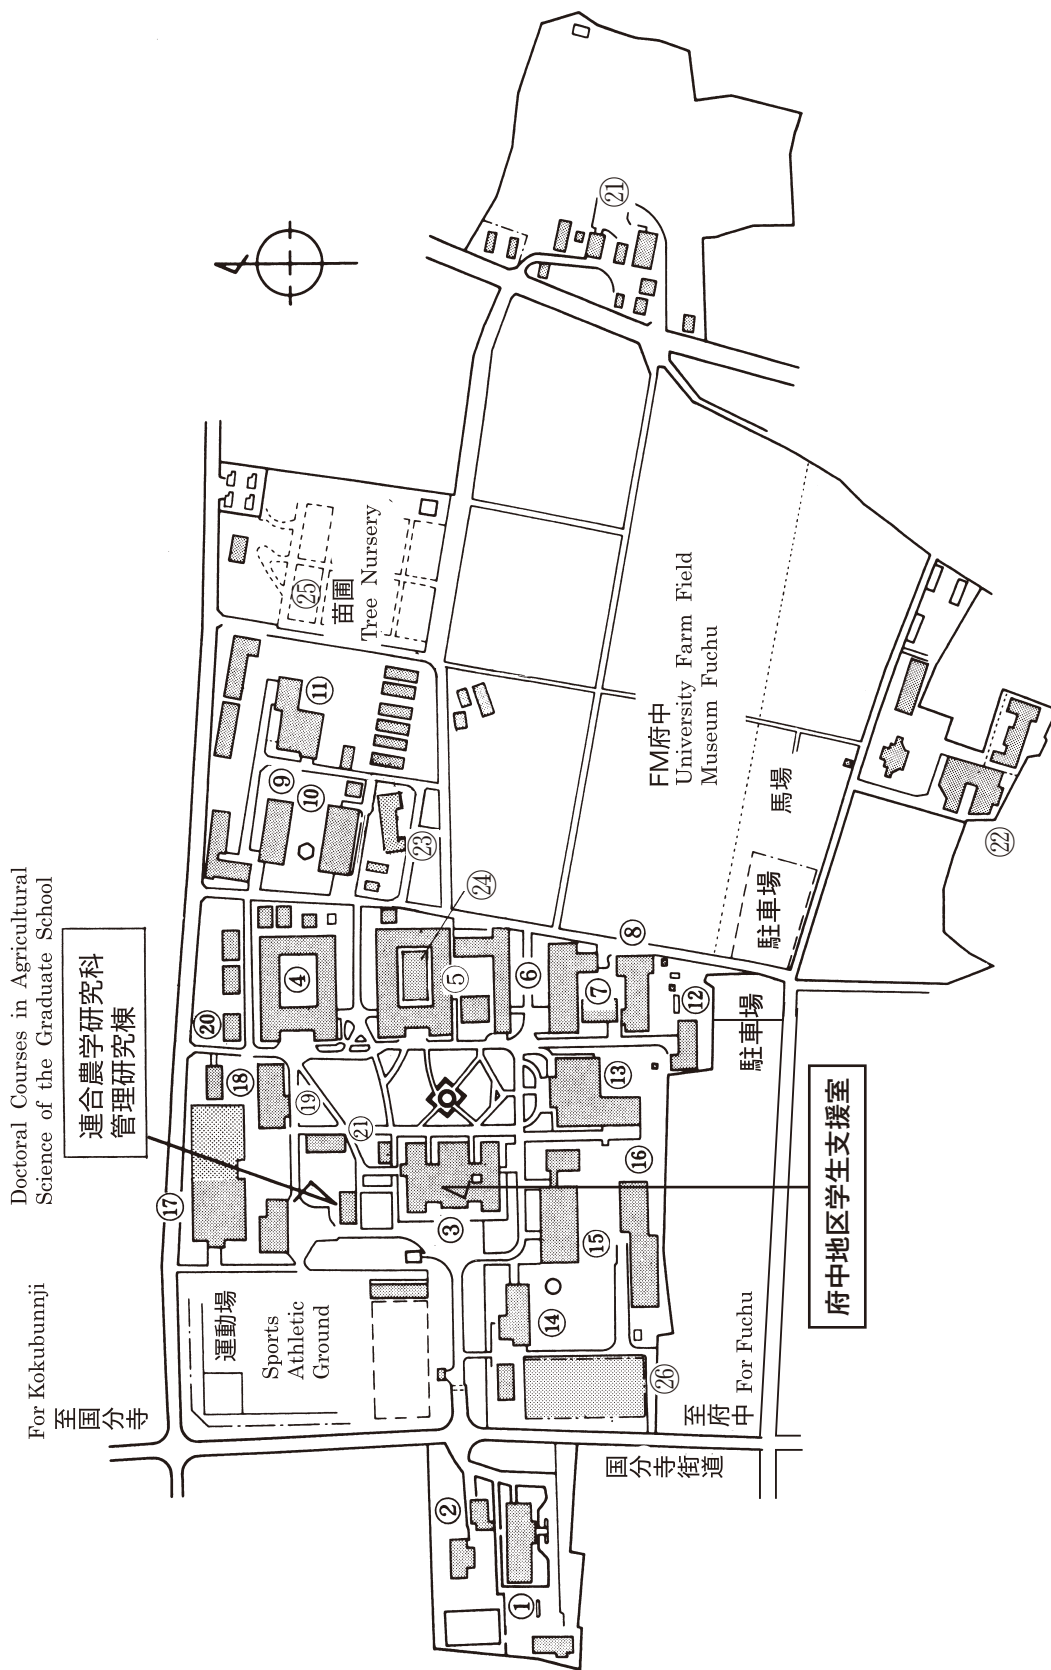 Doctoral Courses in Agricultural
Science of the Graduate School
連合農学研究科
管理研究棟
For Kokubunnji
至国分寺
⑰
⑱
⑳
④
⑨
⑩
⑪
㉕
苗圃
Tree Nursery
運動場
Sports
Athletic
Ground
⑲
㉑
③
㉔
㉓
⑤
⑥
⑦
⑧
②
①
⑭
⑮
⑯
⑬
⑫
㉖
国分寺街道
至府中
For Fuchu
駐車場
駐車場
馬場
FM府中
University Farm Field
Museum Fuchu
㉑
㉒
府中地区学生支援室